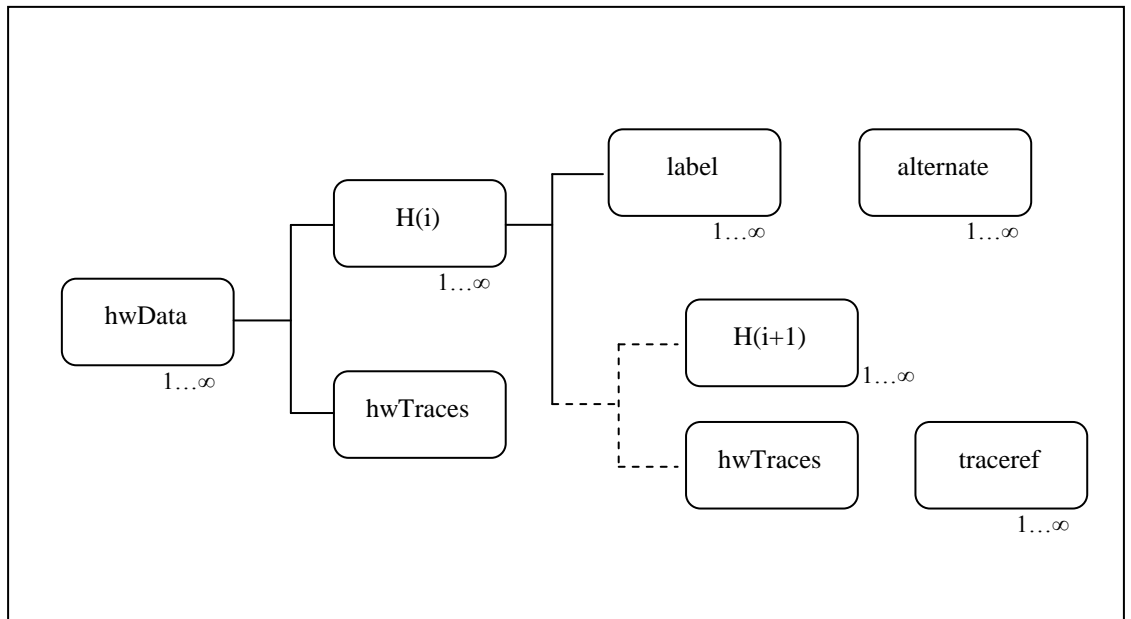 label
1…∞
alternate
1…∞
H(i)
1…∞
hwData
1…∞
H(i+1)
1…∞
hwTraces
hwTraces
traceref
1…∞